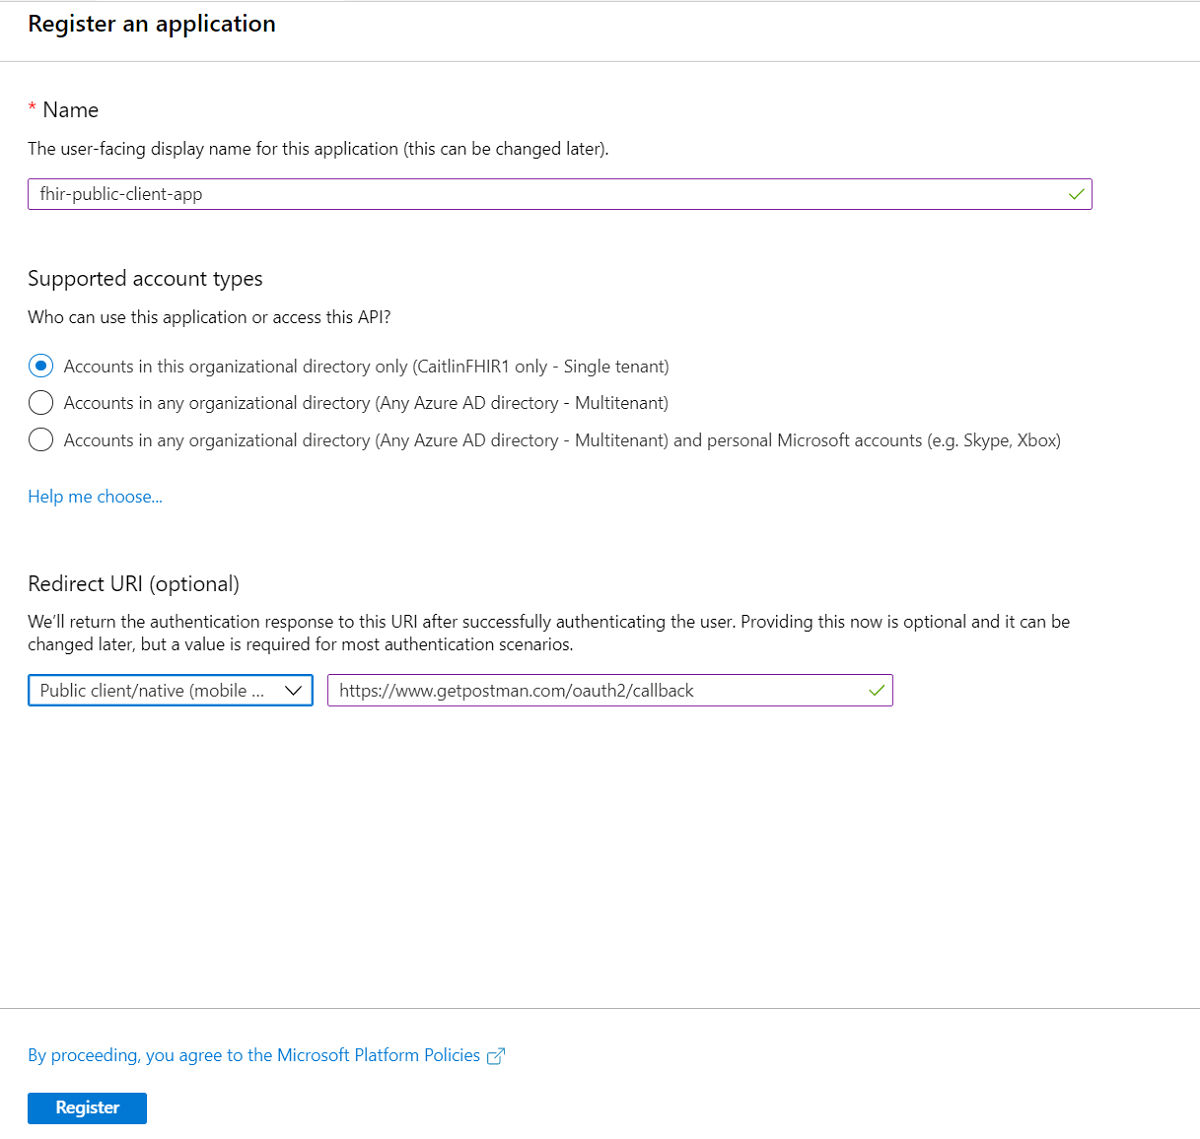 Register an application
* Name
The user-facing display name for this application (this can be changed later).
fhir-public-client-app
Supported account types
Who can use this application or access this API?
Accounts in this organizational directory only (CaitlinFHIR1 only - Single tenant)
Accounts in any organizational directory (Any Azure AD directory - Multitenant)
Accounts in any organizational directory (Any Azure AD directory - Multitenant) and personal Microsoft accounts (e.g. Skype, Xbox)
Help me choose...
Redirect URI (optional)
We'll return the authentication response to this URI after successfully authenticating the user. Providing this now is optional and it can be
changed later, but a value is required for most authentication scenarios.
Public client/native (mobile ... https://www.getpostman.com/oauth2/callback
By proceeding, you agree to the Microsoft Platform Policies
Register